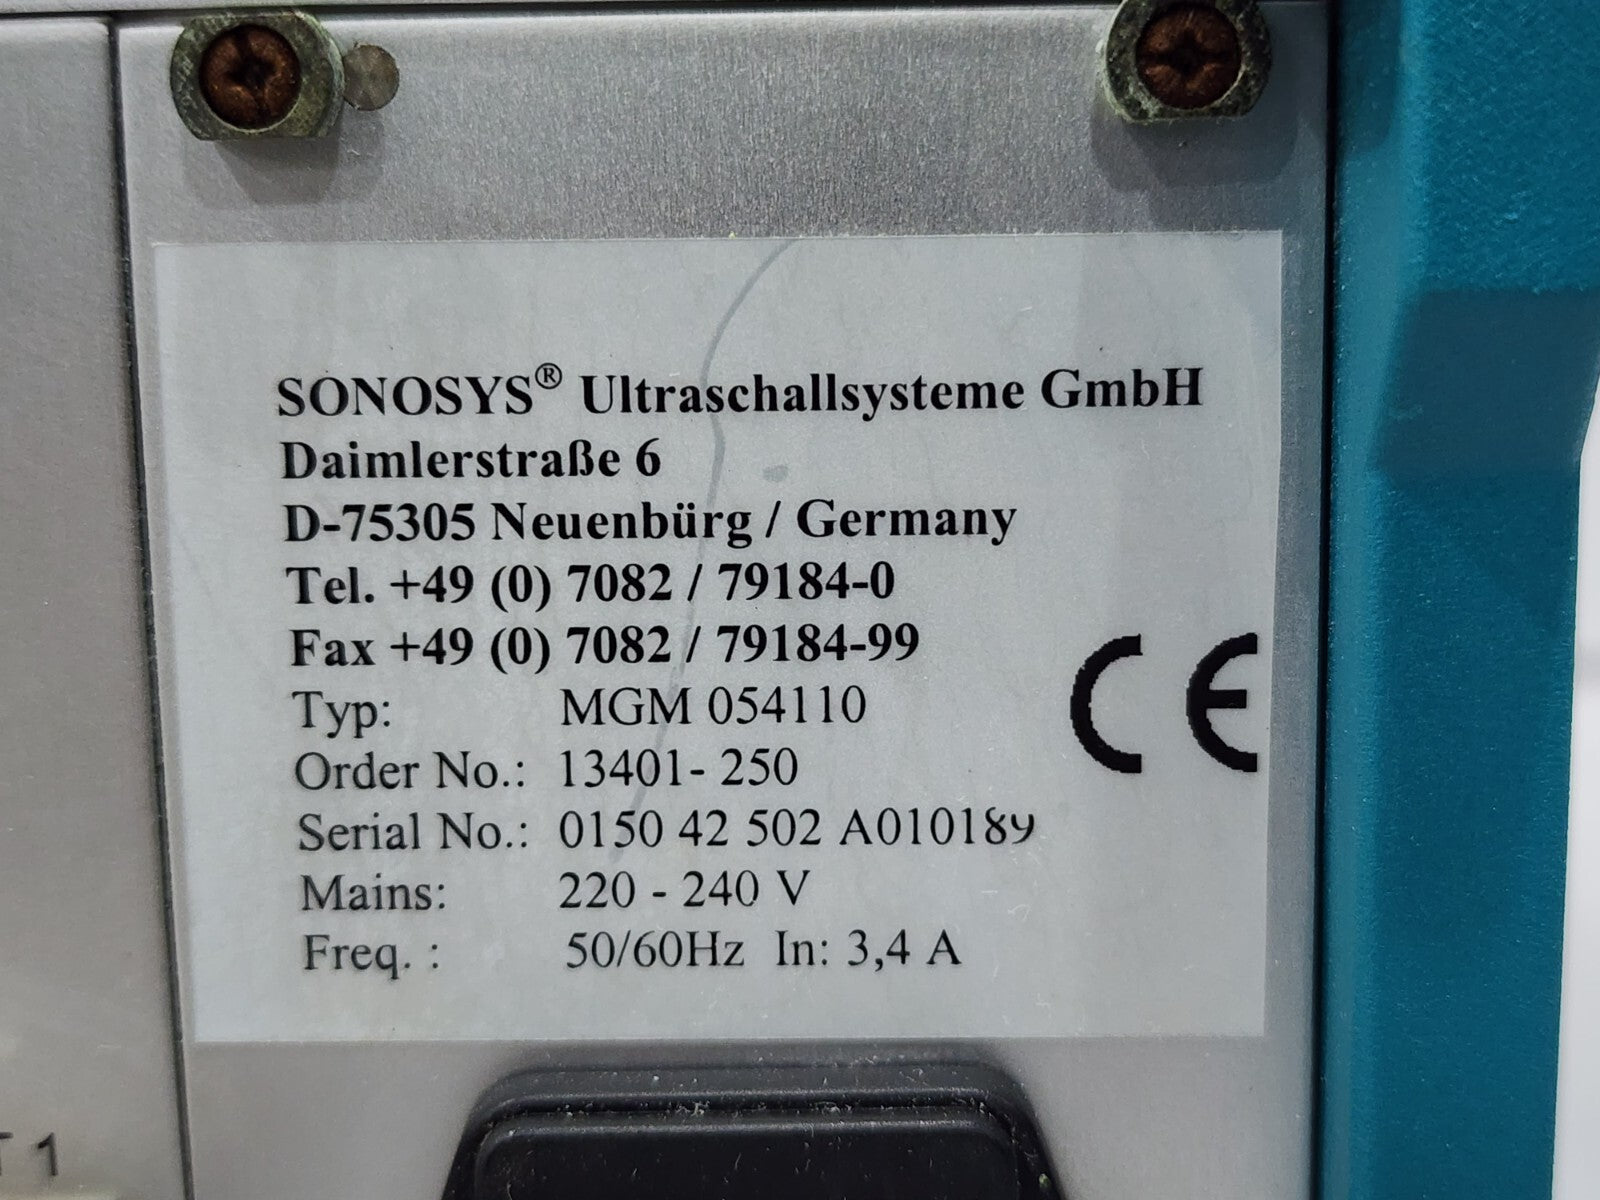 SONOSYS® Ultraschallsysteme GmbH
Daimlerstraße 6
D-75305 Neuenbürg / Germany
Tel. +49 (0) 7082 / 79184-0
Fax +49 (0) 7082 / 79184-99
Typ: MGM 054110
Order No.: 13401- 250
Serial No.: 0150 42 502 A010189
Mains: 220 - 240 V
Freq. : 50/60Hz In: 3,4 A
CE
1